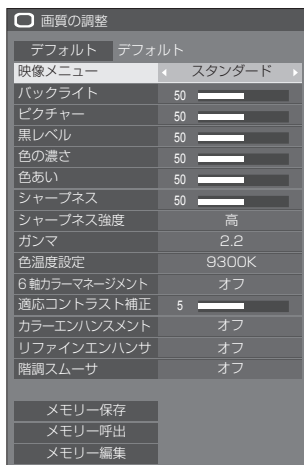 画質の調整
デフォルト デフォルト
映像メニュー スタンダード
バックライト 50
ピクチャー 50
黒レベル 50
色の濃さ 50
色あい 50
シャープネス 50
シャープネス強度 高
ガンマ 2.2
色温度設定 9300K
6軸カラーマネージメント オフ
適応コントラスト補正 5
カラーエンハンスメント オフ
リファインエンハンサ オフ
階調スムーサ オフ
メモリー保存
メモリー呼出
メモリー編集